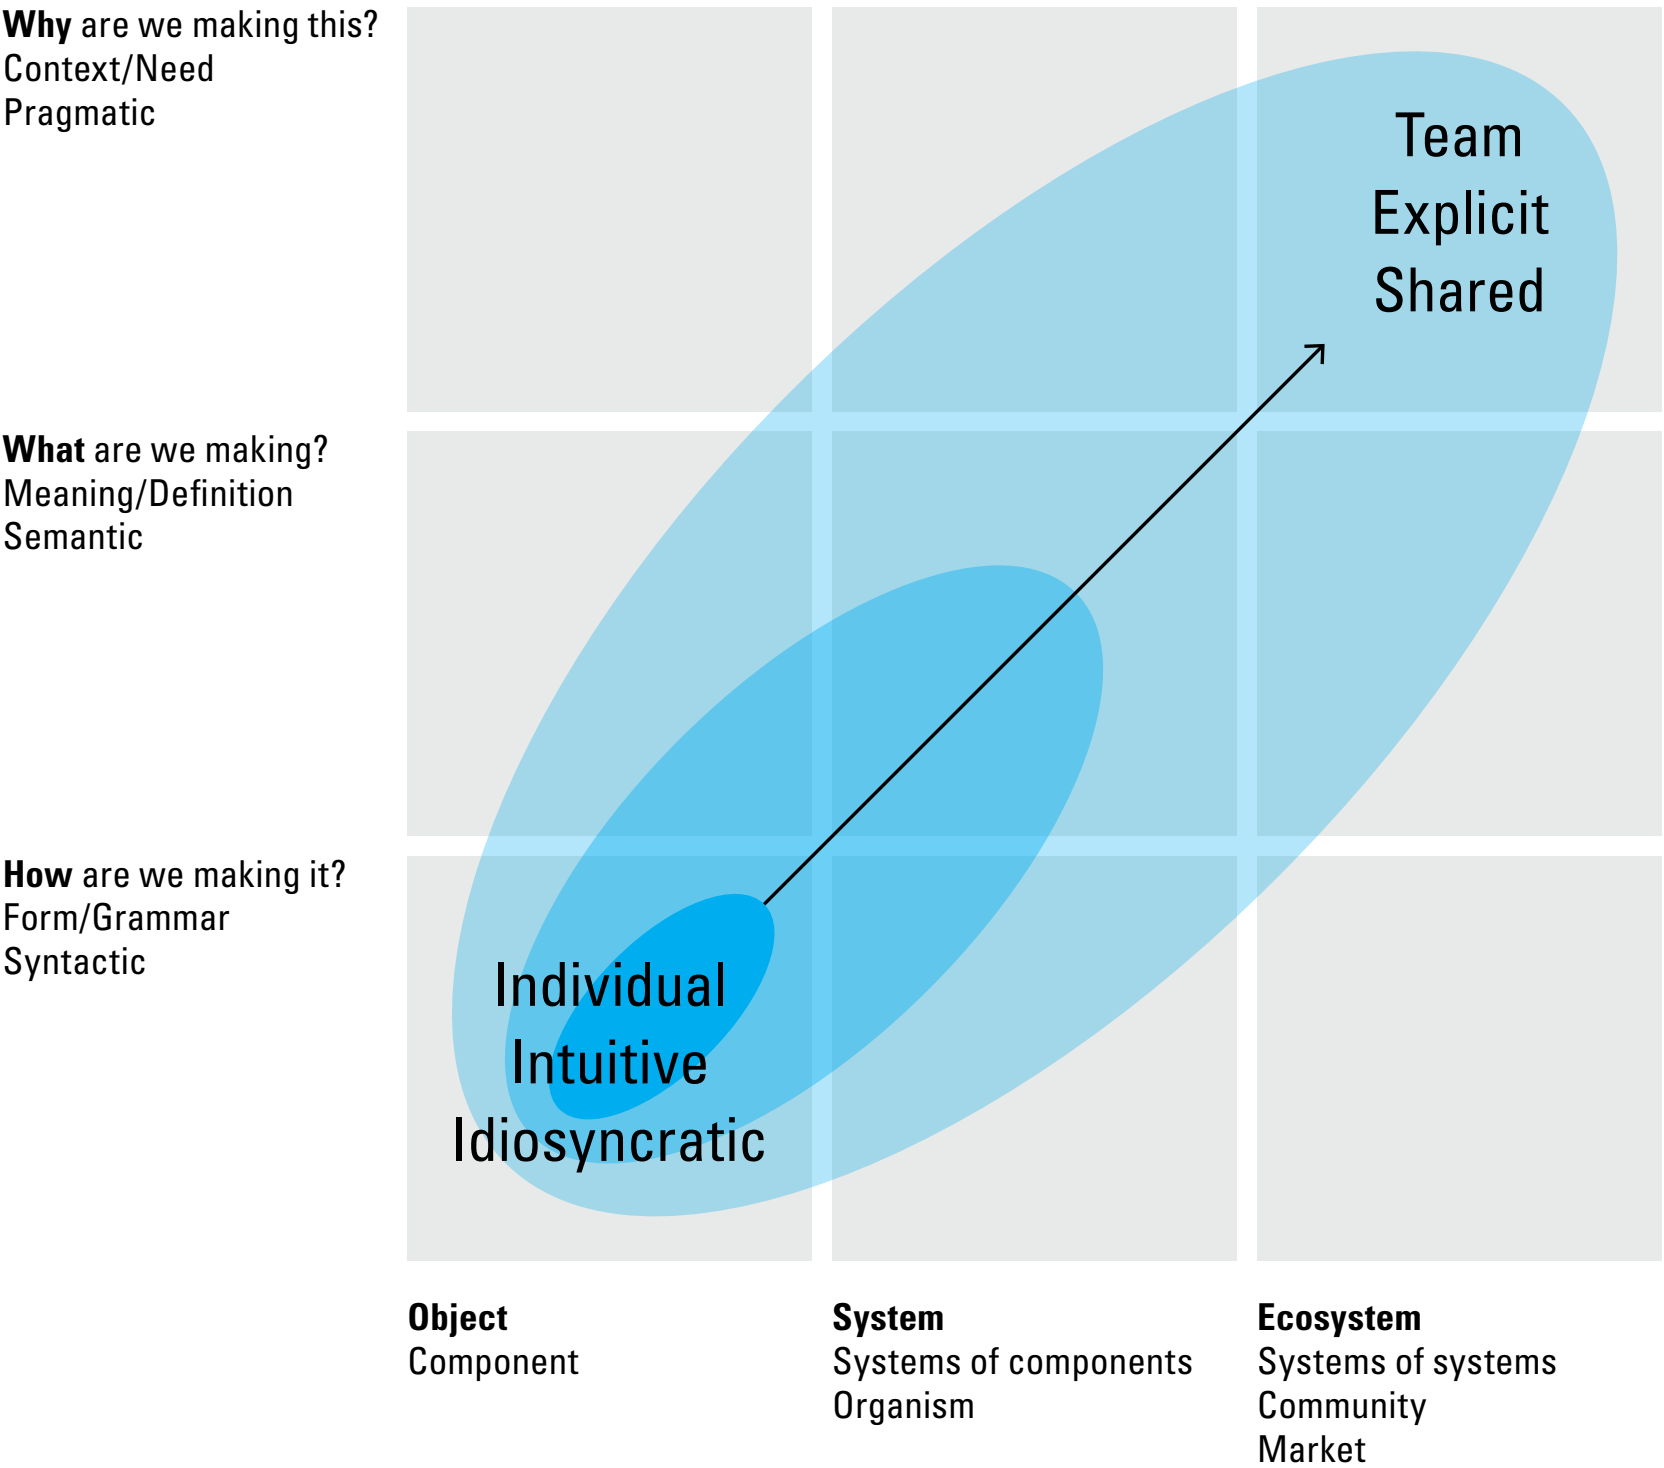 Why are we making this?
Context/Need
Pragmatic
Team
Explicit
Shared
What are we making?
Meaning/Definition
Semantic
How are we making it?
Form/Grammar
Syntactic
Individual
Intuitive
Idiosyncratic
Object
Component
System
Systems of components
Organism
Ecosystem
Systems of systems
Community
Market